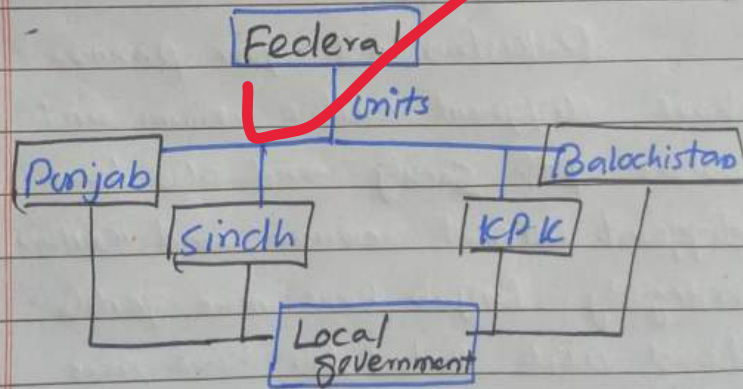 Federal
units
Punjab
Balochistan
Sindh
KPK
Local
government